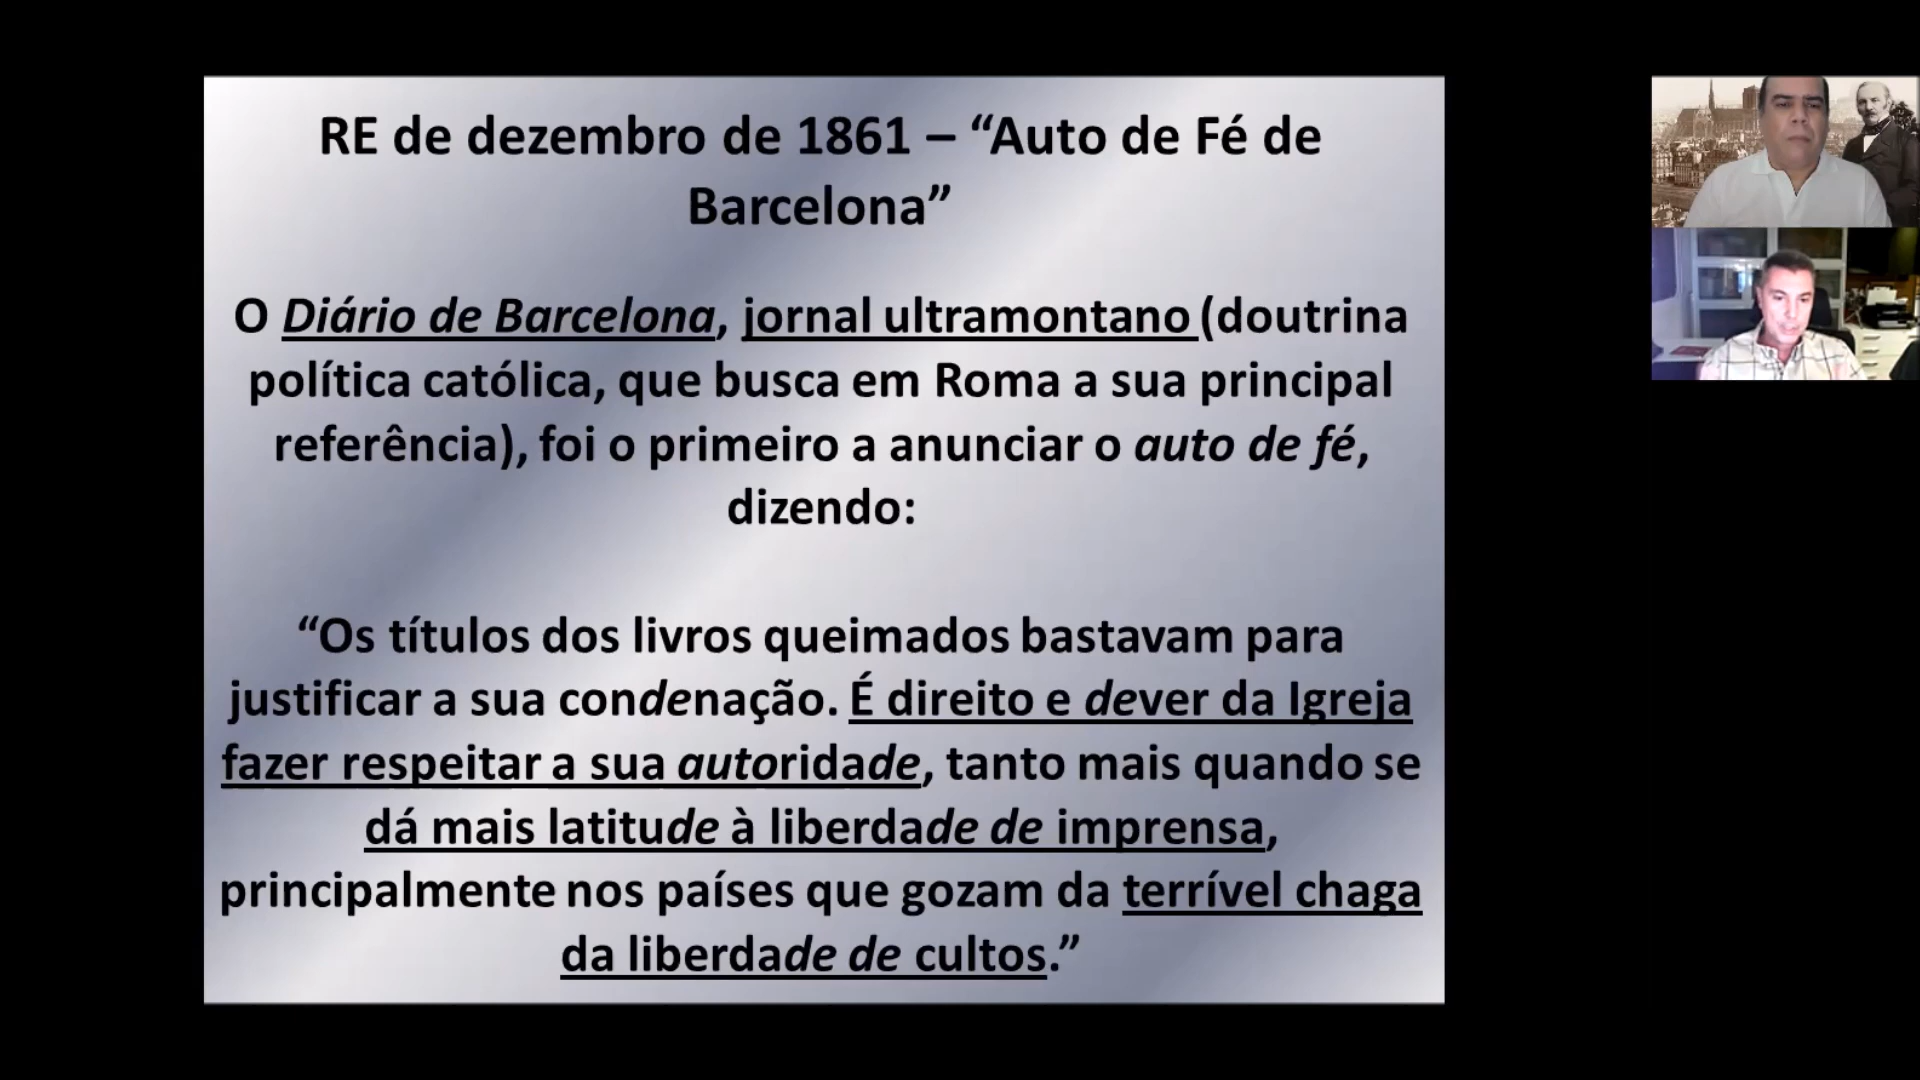 RE de dezembro de 1861 – “Auto de Fé de
Barcelona”
O Diário de Barcelona, jornal ultramontano (doutrina
política católica, que busca em Roma a sua principal
referência), foi o primeiro a anunciar o auto de fé,
dizendo:
“Os títulos dos livros queimados bastavam para
justificar a sua condenação. É direito e dever da Igreja
fazer respeitar a sua autoridade, tanto mais quando se
dá mais latitude à liberdade de imprensa,
principalmente nos países que gozam da terrível chaga
da liberdade de cultos.”